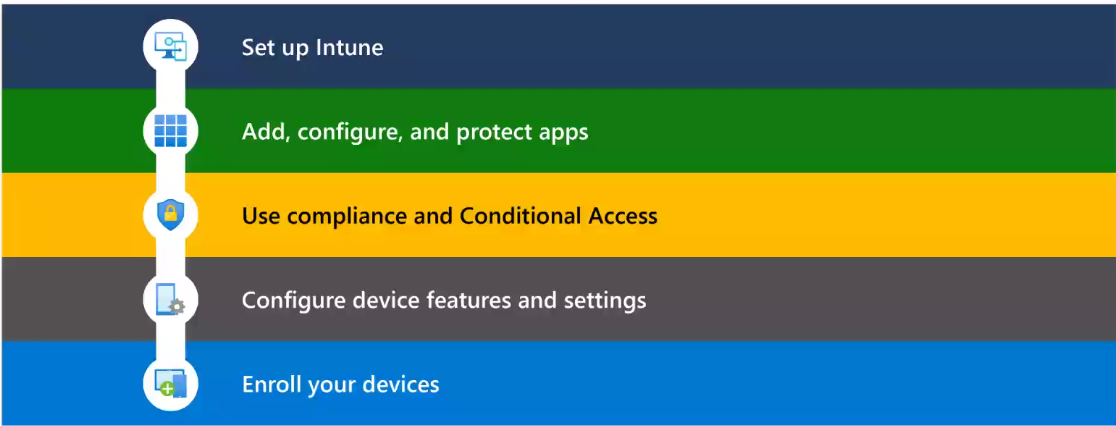 Set up Intune
Add, configure, and protect apps
Use compliance and Conditional Access
Configure device features and settings
Enroll your devices